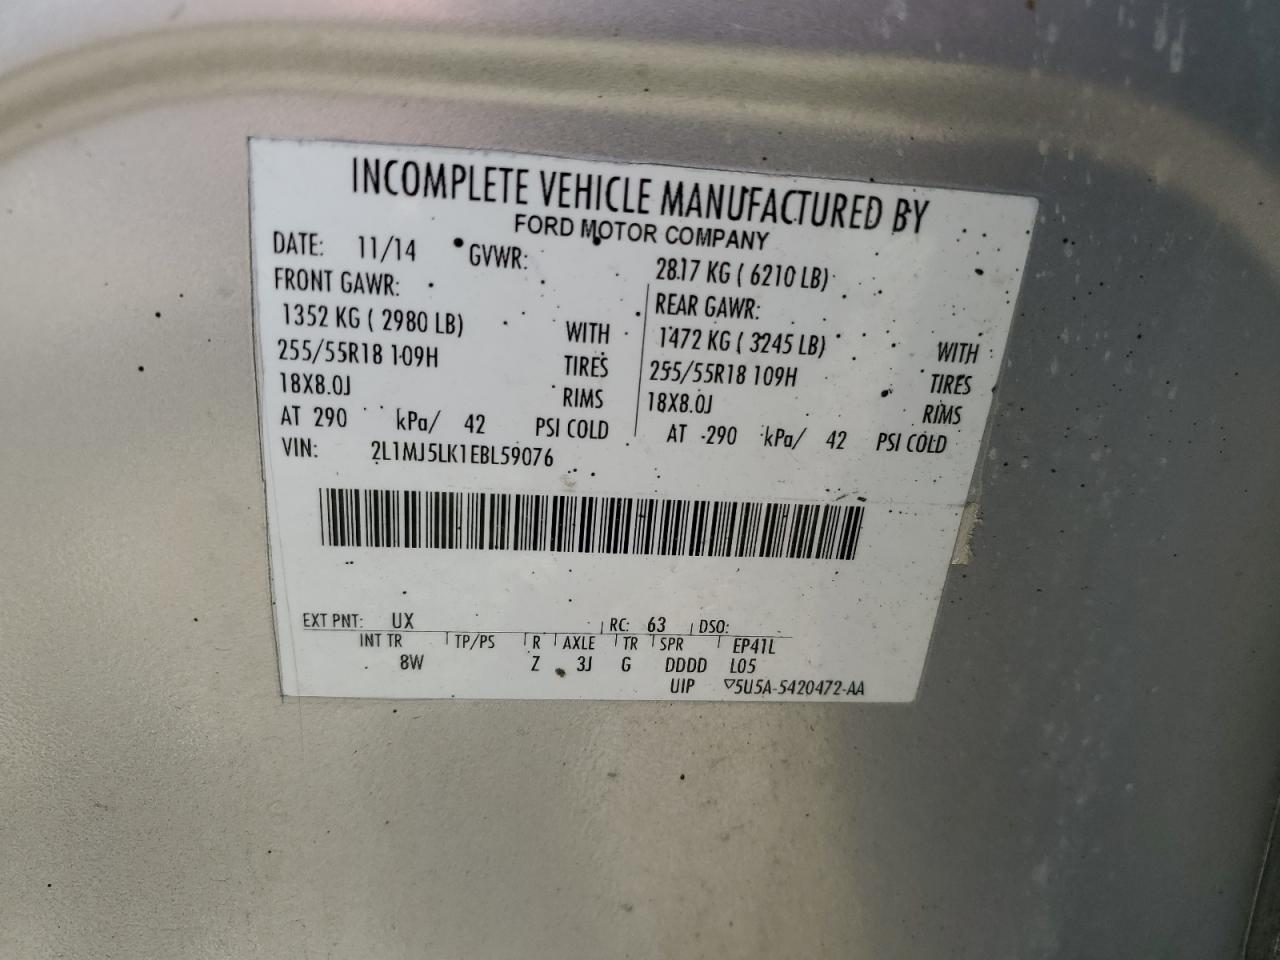 INCOMPLETE VEHICLE MANUFACTURED BY
FORD MOTOR COMPANY
DATE: 11/14 GVWR: 2817 KG ( 6210 LB)
FRONT GAWR: REAR GAWR:
1352 KG ( 2980 LB) WITH 1472 KG ( 3245 LB) WITH
255/55R18 109H TIRES 255/55R18 109H TIRES
18X8.0J RIMS 18X8.0J RIMS
AT 290 kPa/ 42 PSI COLD AT 290 kPa/ 42 PSI COLD
VIN: 2L1MJ5LK1EBL59076
EXT PNT: UX RC: 63 DSO:
INT TR TP/PS R AXLE TR SPR EP41L
8W Z 3J G DDDD L05
UIP ▽5U5A-5420472-AA